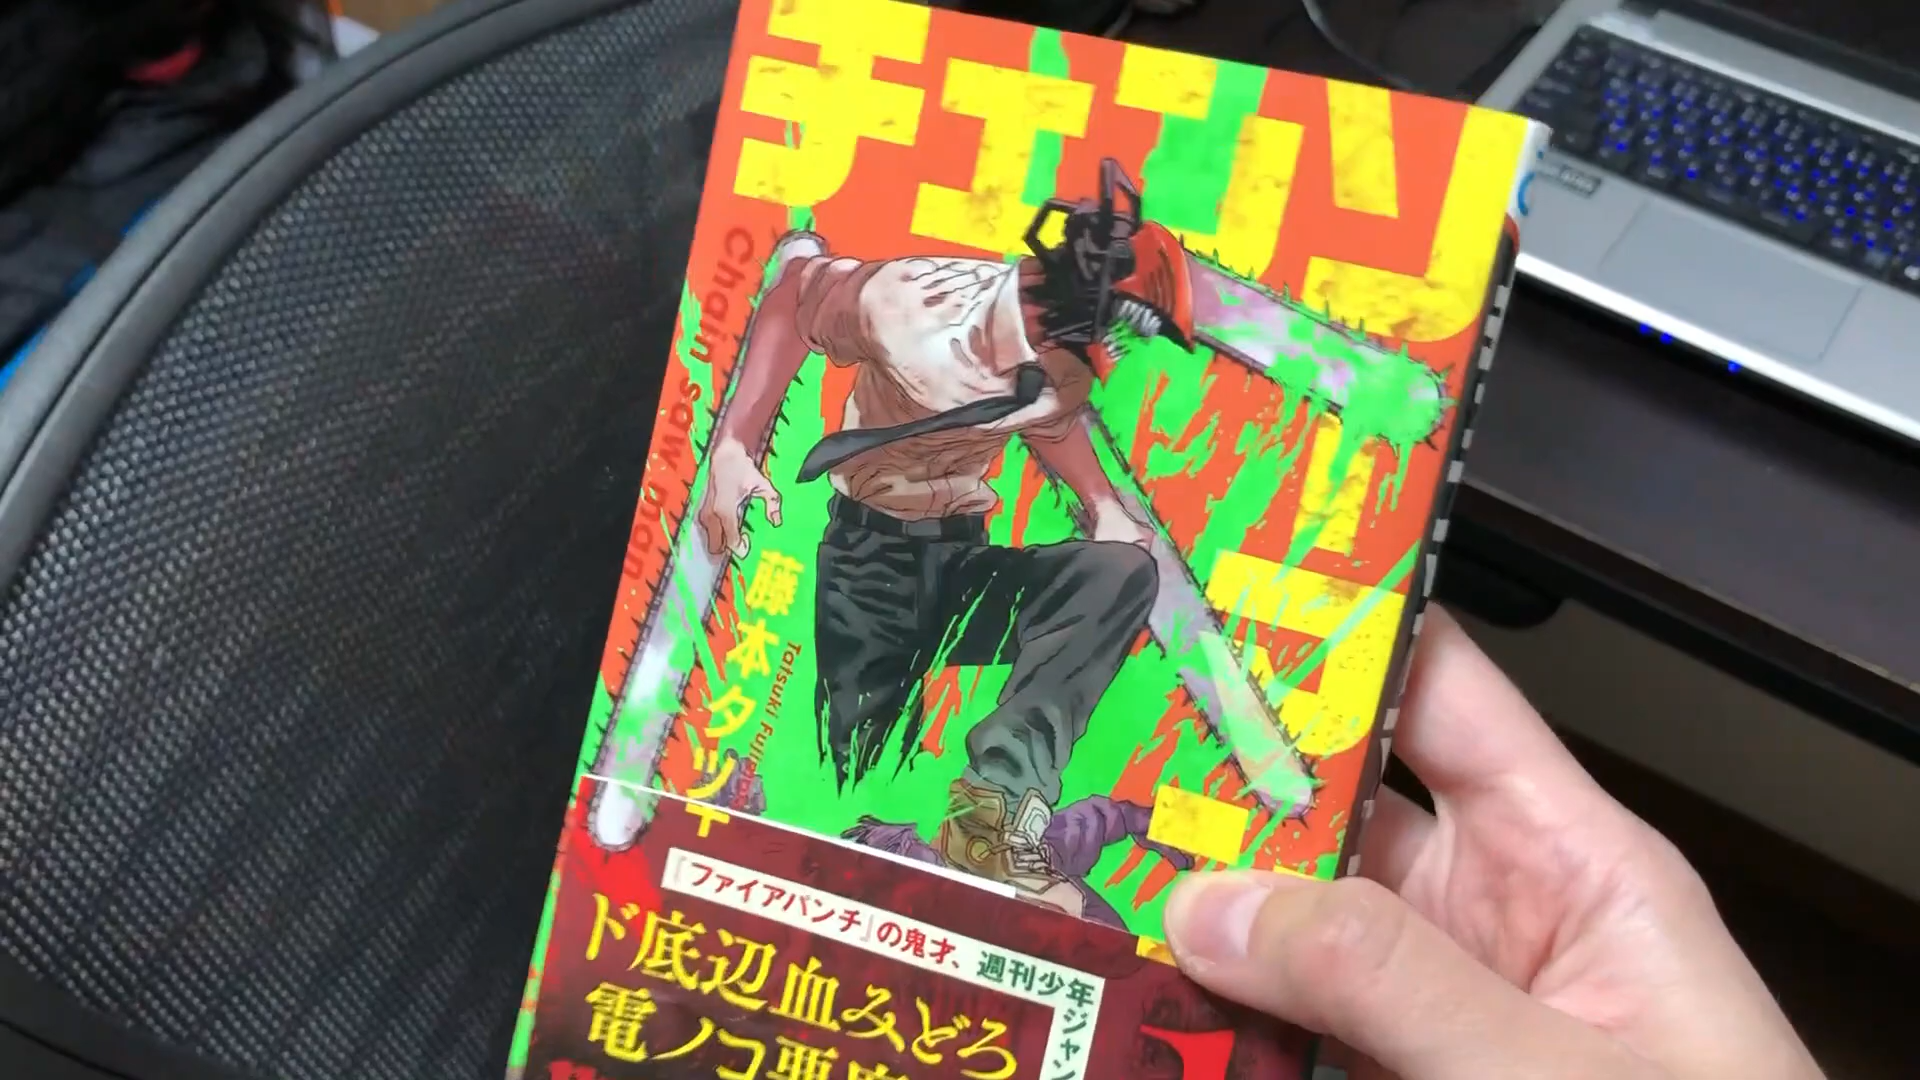 チェンソー
マ
Chain saw man
藤本タツキ
Tatsuki Fujimoto
『ファイアパンチ』の鬼才、週刊少年ジャン
ド底辺血みどろ
電ノコ悪魔
1